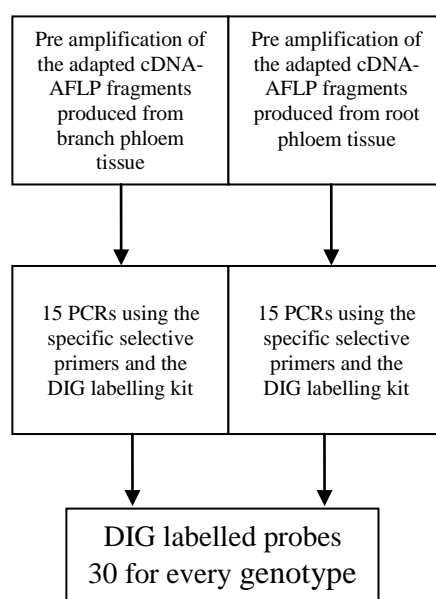 Pre amplification of
the adapted cDNA-
AFLP fragments
produced from
branch phloem
tissue
Pre amplification of
the adapted cDNA-
AFLP fragments
produced from root
phloem tissue
15 PCRs using the
specific selective
primers and the
DIG labelling kit
15 PCRs using the
specific selective
primers and the
DIG labelling kit
DIG labelled probes
30 for every genotype